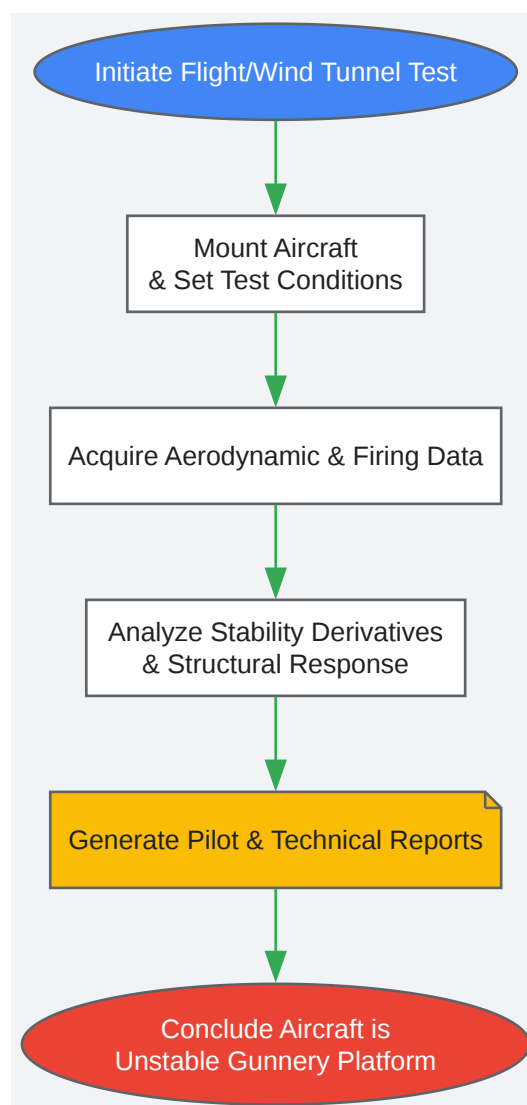 Initiate Flight/Wind Tunnel Test
Mount Aircraft
& Set Test Conditions
Acquire Aerodynamic & Firing Data
Analyze Stability Derivatives
& Structural Response
Generate Pilot & Technical Reports
Conclude Aircraft is
Unstable Gunnery Platform